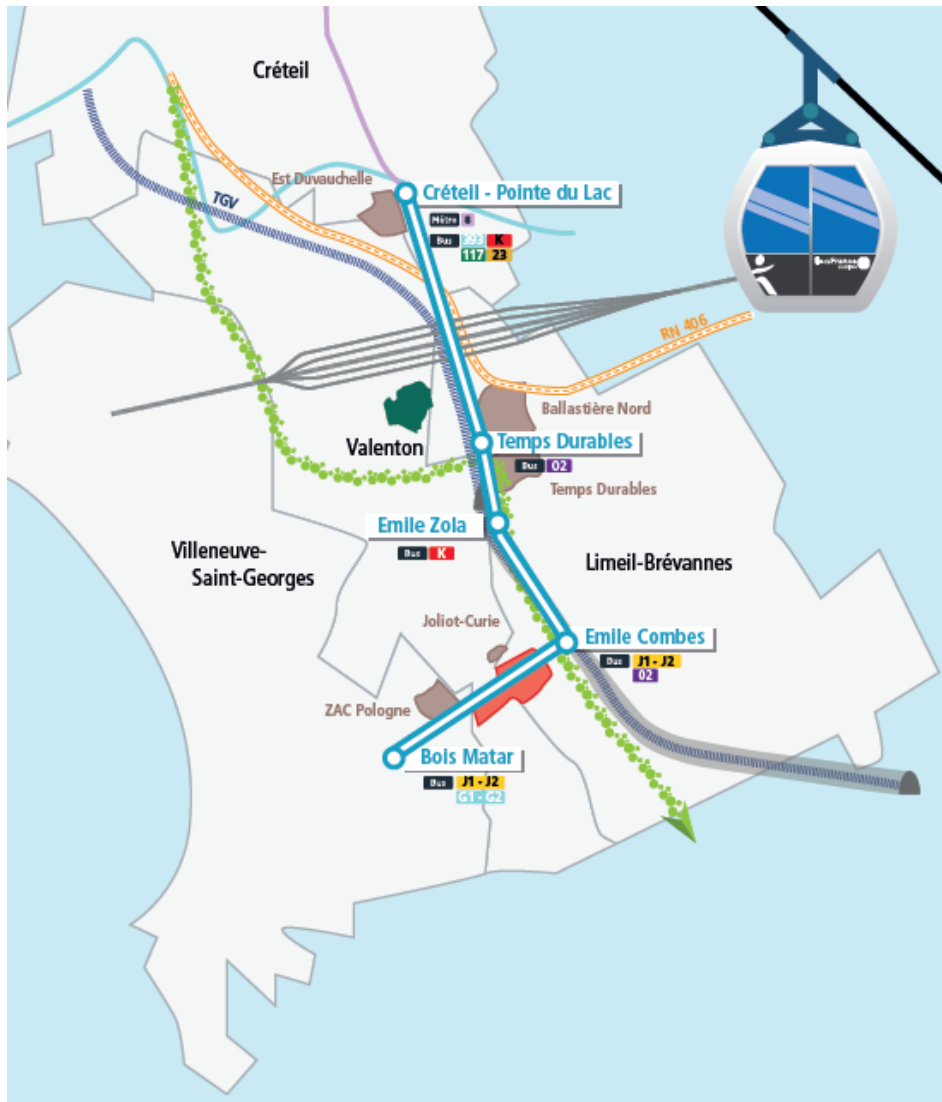 Créteil
Est Duvauchelle
Créteil - Pointe du Lac
TGV
Métro 8
Bus 393 K
117 23
RN 406
Ballastière Nord
Valenton
Temps Durables
Bus O2
Temps Durables
Emile Zola
Bus K
Villeneuve-
Saint-Georges
Limeil-Brévannes
Joliot-Curie
Emile Combes
Bus J1 - J2
O2
ZAC Pologne
Bois Matar
Bus J1 - J2
G1 - G2